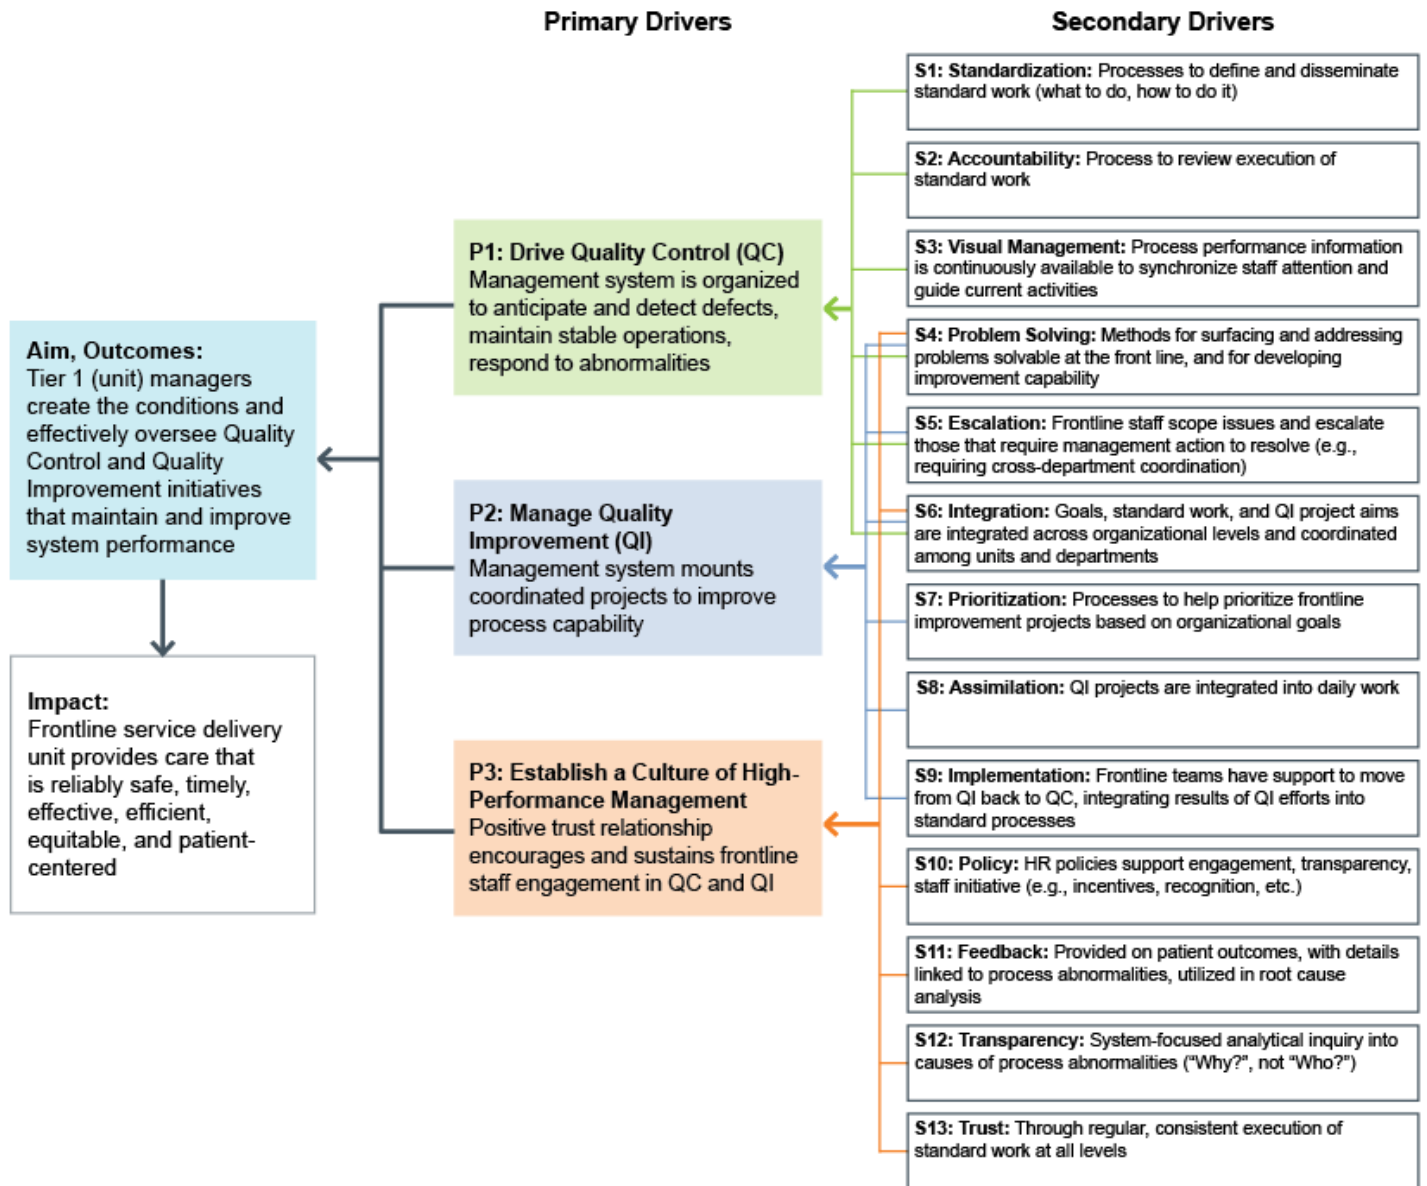 Primary Drivers
Secondary Drivers
Aim, Outcomes:
Tier 1 (unit) managers
create the conditions and
effectively oversee Quality
Control and Quality
Improvement initiatives
that maintain and improve
system performance
Impact:
Frontline service delivery
unit provides care that
is reliably safe, timely,
effective, efficient,
equitable, and patient-
centered
P1: Drive Quality Control (QC)
Management system is organized
to anticipate and detect defects,
maintain stable operations,
respond to abnormalities
P2: Manage Quality
Improvement (QI)
Management system mounts
coordinated projects to improve
process capability
P3: Establish a Culture of High-
Performance Management
Positive trust relationship
encourages and sustains frontline
staff engagement in QC and QI
S1: Standardization: Processes to define and disseminate
standard work (what to do, how to do it)
S2: Accountability: Process to review execution of
standard work
S3: Visual Management: Process performance information
is continuously available to synchronize staff attention and
guide current activities
S4: Problem Solving: Methods for surfacing and addressing
problems solvable at the front line, and for developing
improvement capability
S5: Escalation: Frontline staff scope issues and escalate
those that require management action to resolve (e.g.,
requiring cross-department coordination)
S6: Integration: Goals, standard work, and QI project aims
are integrated across organizational levels and coordinated
among units and departments
S7: Prioritization: Processes to help prioritize frontline
improvement projects based on organizational goals
S8: Assimilation: QI projects are integrated into daily work
S9: Implementation: Frontline teams have support to move
from QI back to QC, integrating results of QI efforts into
standard processes
S10: Policy: HR policies support engagement, transparency,
staff initiative (e.g., incentives, recognition, etc.)
S11: Feedback: Provided on patient outcomes, with details
linked to process abnormalities, utilized in root cause
analysis
S12: Transparency: System-focused analytical inquiry into
causes of process abnormalities (“Why?”, not “Who?”)
S13: Trust: Through regular, consistent execution of
standard work at all levels